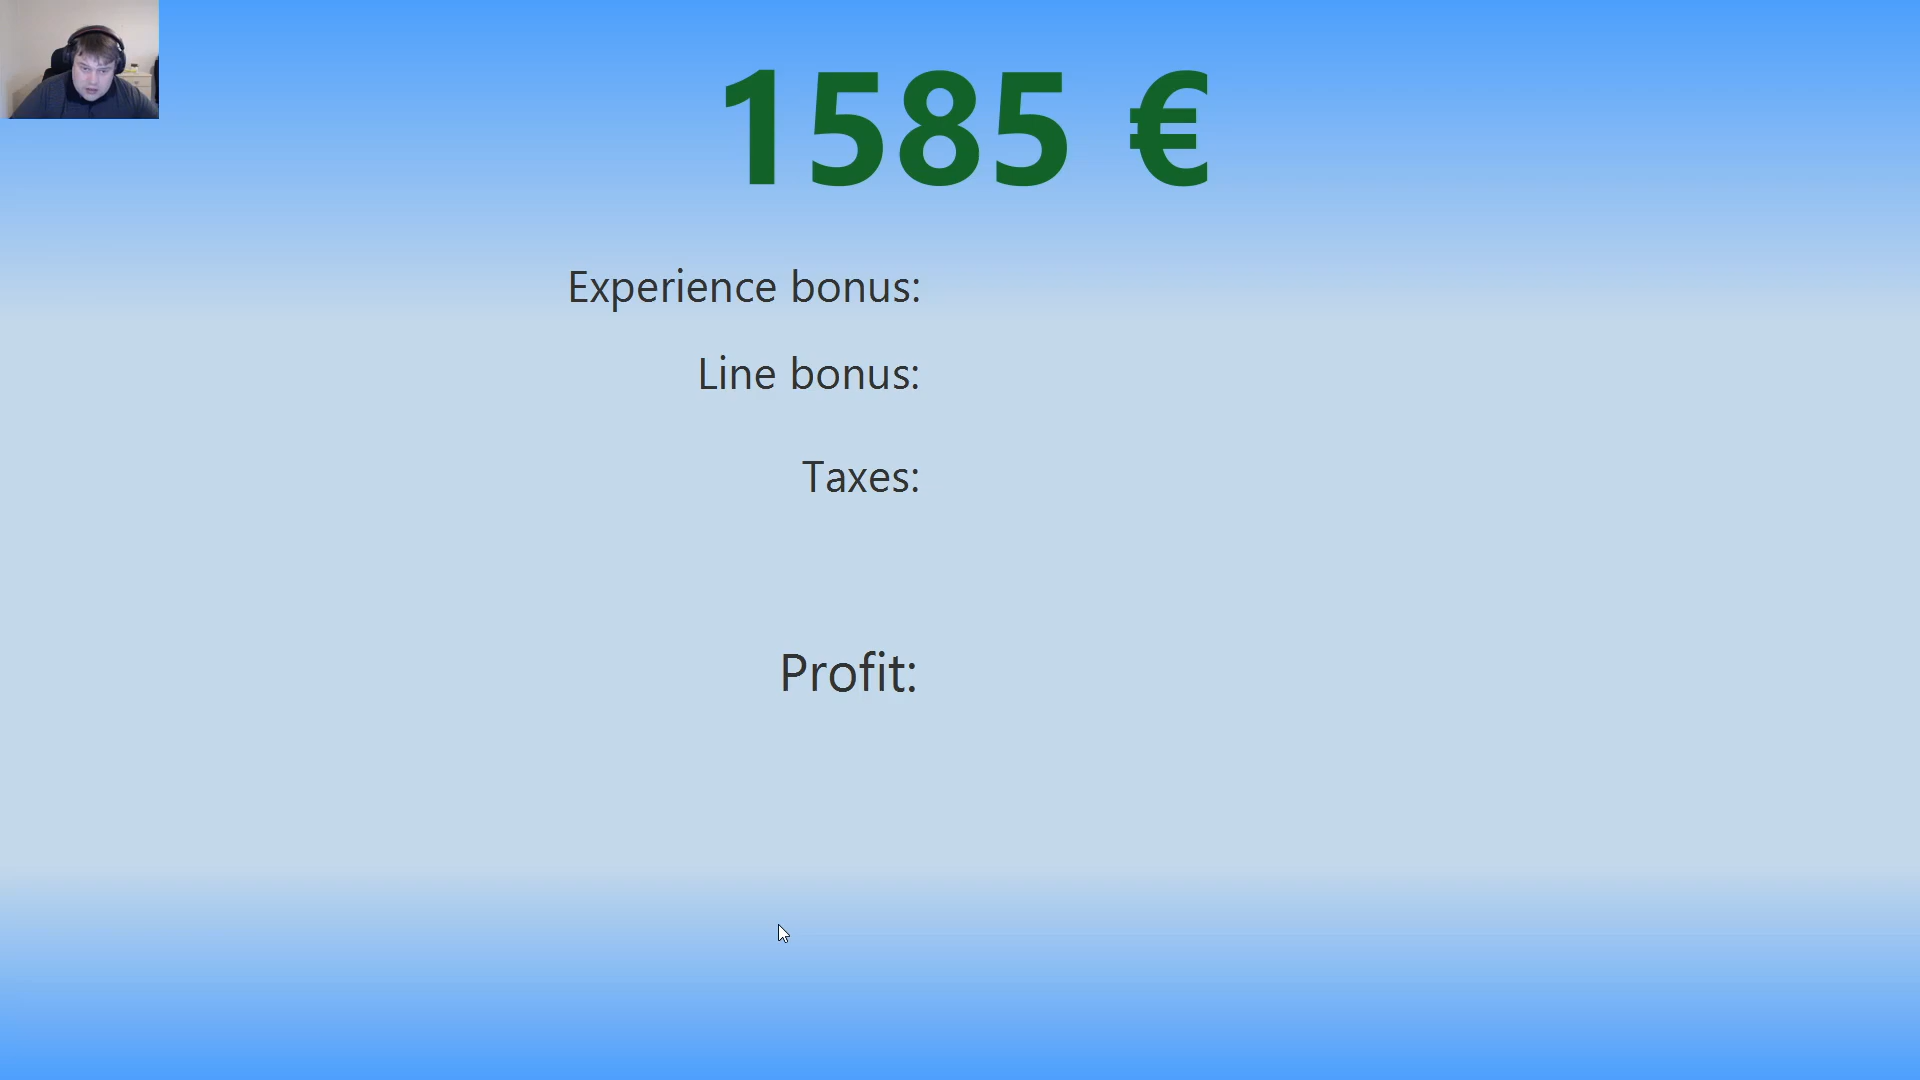 1585 €
Experience bonus:
Line bonus:
Taxes:
Profit: